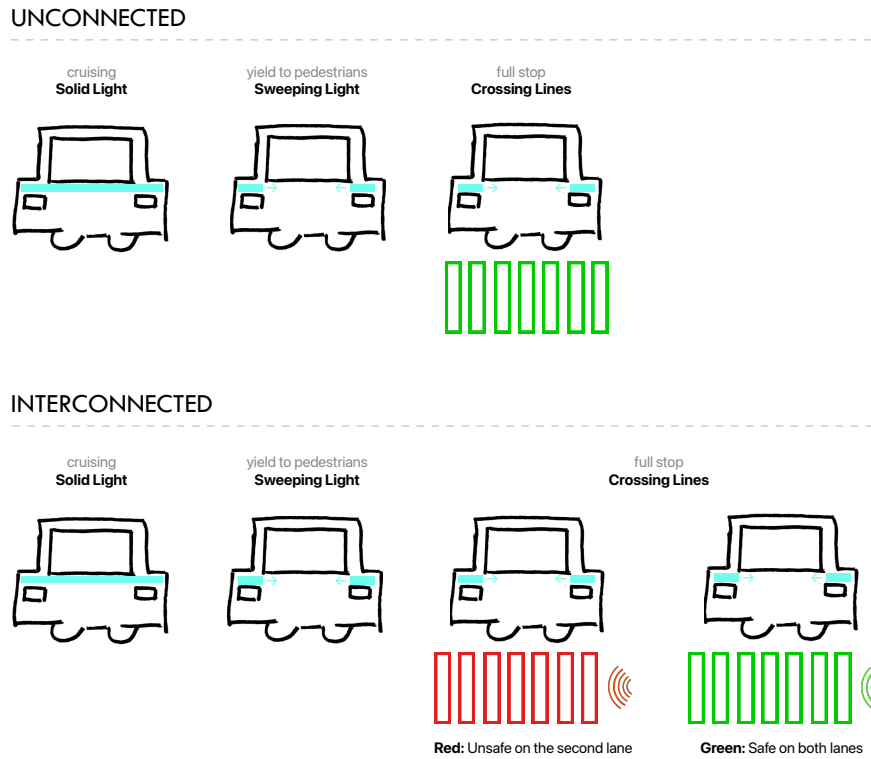 UNCONNECTED
cruising
Solid Light
yield to pedestrians
Sweeping Light
full stop
Crossing Lines
INTERCONNECTED
cruising
Solid Light
yield to pedestrians
Sweeping Light
full stop
Crossing Lines
Red: Unsafe on the second lane
Green: Safe on both lanes